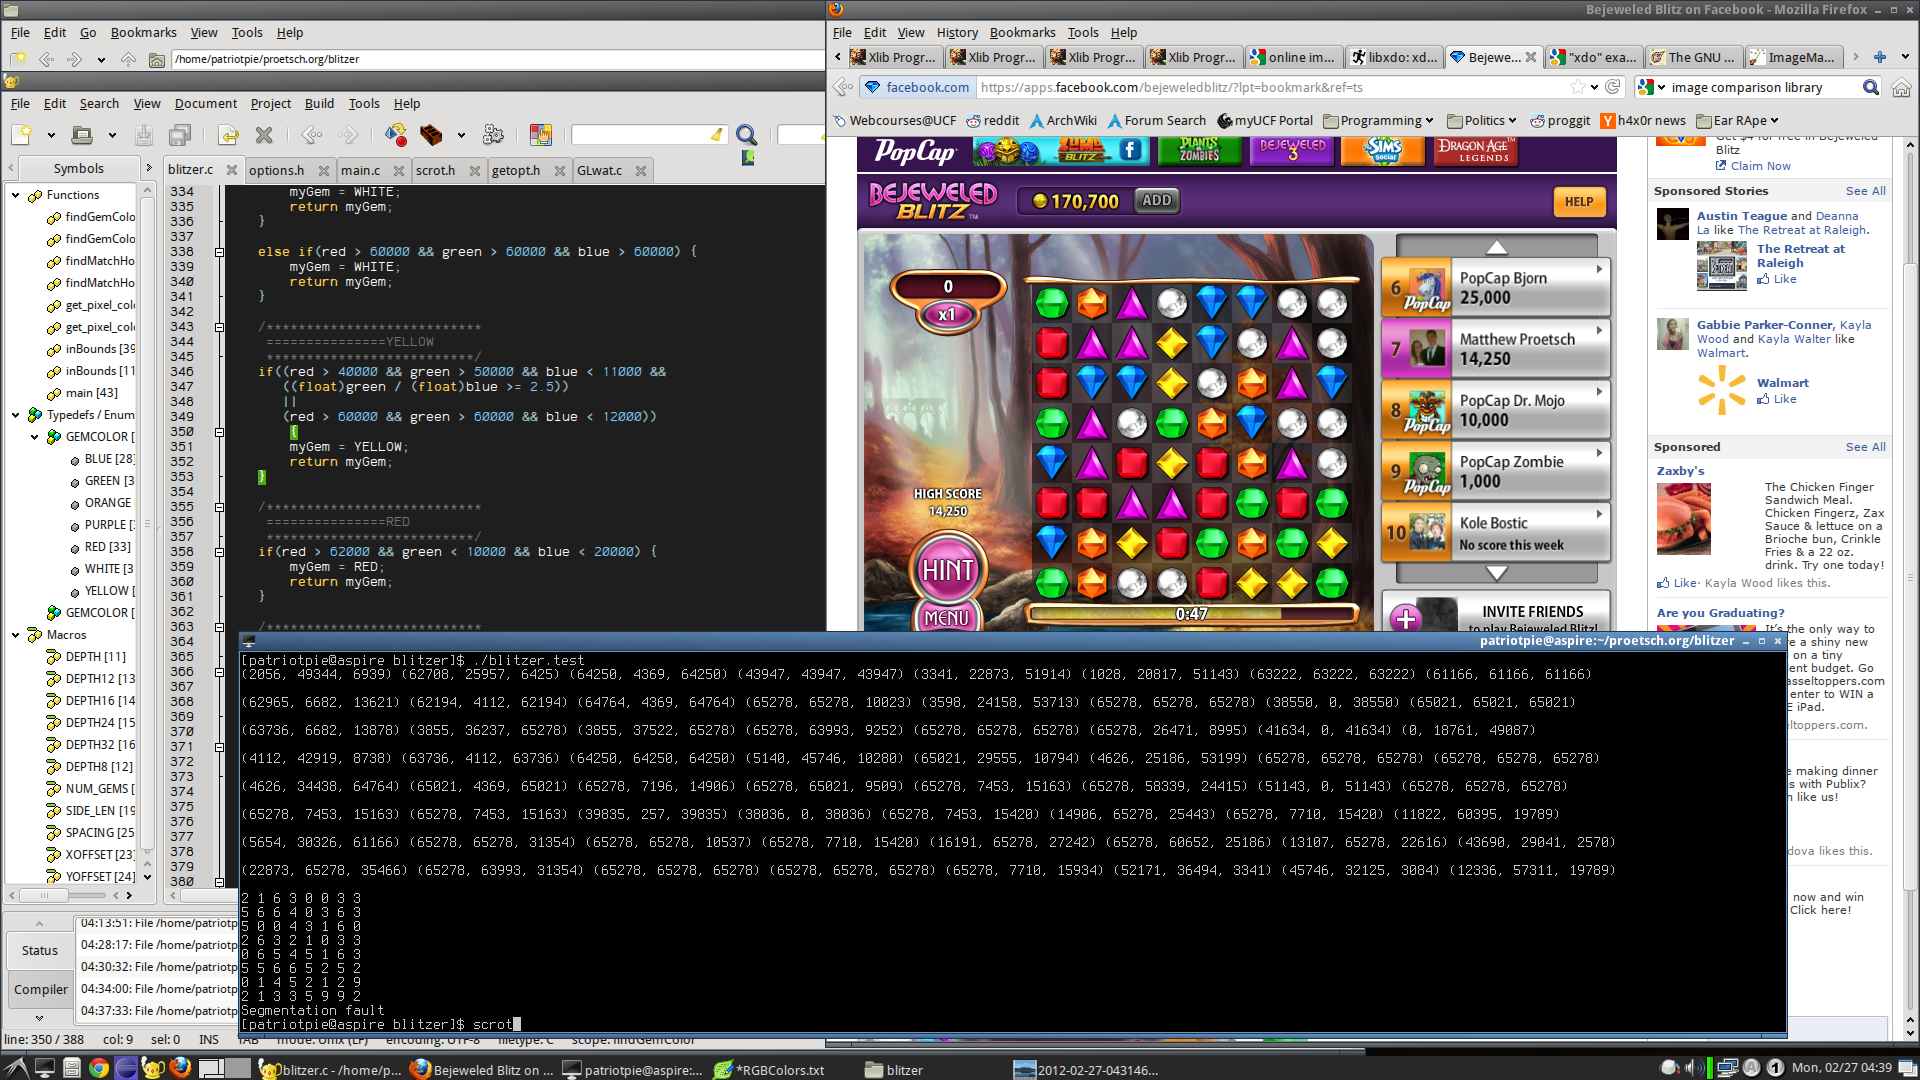 File Edit Go Bookmarks View Tools Help
/home/patriotpie/proetsch.org/blitzer
File Edit Search View Document Project Build Tools Help
Symbols
blitzer.c options.h main.c scrot.h getopt.h GLwat.c
Functions
findGemColo
findGemColo
findMatchHo
findMatchHo
get_pixel_colo
get_pixel_colo
inBounds [39
inBounds [11
main [43]
Typedefs / Enum
GEMCOLOR [
BLUE [28]
GREEN [3
ORANGE
PURPLE [
RED [33]
WHITE [3
YELLOW [
GEMCOLOR [
Macros
DEPTH [11]
DEPTH12 [13
DEPTH16 [14
DEPTH24 [15
DEPTH32 [16
DEPTH8 [12]
NUM_GEMS [
SIDE_LEN [19
SPACING [25
XOFFSET [23]
YOFFSET [24]
334 myGem = WHITE;
335 return myGem;
336 }
337
338 else if(red > 60000 && green > 60000 && blue > 60000) {
339 myGem = WHITE;
340 return myGem;
341 }
342
343 /***************************
344 ===============YELLOW
345 **************************/
346 if((red > 40000 && green > 50000 && blue < 11000 &&
347 ((float)green / (float)blue >= 2.5))
348 ||
349 (red > 60000 && green > 60000 && blue < 12000))
350 {
351 myGem = YELLOW;
352 return myGem;
353 }
354
355 /***************************
356 ===============RED
357 **************************/
358 if(red > 62000 && green < 10000 && blue < 20000) {
359 myGem = RED;
360 return myGem;
361 }
362
363 /***************************
364
365
366
367
368
369
370
371
372
373
374
375
376
377
378
379
380
Status
Compiler
04:13:51: File /home/patriotp
04:28:17: File /home/patriotp
04:30:32: File /home/patriotp
04:34:00: File /home/patriotp
04:37:33: File /home/patriotp
line: 350 / 388 col: 9 sel: 0 INS TAB mode: Unix (LF) encoding: UTF-8 filetype: C scope: findGemColor
Bejeweled Blitz on Facebook - Mozilla Firefox
File Edit View History Bookmarks Tools Help
Xlib Progr... Xlib Progr... Xlib Progr... Xlib Progr... online im... libxdo: xd... Bejewe... "xdo" exa... The GNU ... ImageMa...
facebook.com https://apps.facebook.com/bejeweledblitz/?lpt=bookmark&ref=ts
image comparison library
Webcourses@UCF reddit ArchWiki Forum Search myUCF Portal Programming Politics proggit h4x0r news Ear RApe
PopCap ZUMA BLITZ PLANTS ZOMBIES BEJEWELED 3 The SIMS social DRAGON AGE LEGENDS
BEJEWELED BLITZ
170,700 ADD
HELP
0
x1
HIGH SCORE
14,250
HINT
MENU
0:47
6 PopCap PopCap Bjorn
25,000
7 Matthew Proetsch
14,250
8 PopCap PopCap Dr. Mojo
10,000
9 PopCap PopCap Zombie
1,000
10 Kole Bostic
No score this week
INVITE FRIENDS
to play Bejeweled Blitz!
Get $4 for free in Bejeweled
Blitz
Claim Now
Sponsored Stories See All
Austin Teague and Deanna
La like The Retreat at Raleigh.
The Retreat at
Raleigh
Like
Gabbie Parker-Conner, Kayla
Wood and Kayla Walter like
Walmart.
Walmart
Like
Sponsored See All
Zaxby's
The Chicken Finger
Sandwich Meal.
Chicken Fingerz, Zax
Sauce & lettuce on a
Brioche bun, Crinkle
Fries & a 22 oz.
drink. Try one today!
Like · Kayla Wood likes this.
Are you Graduating?
It's the only way to
e a shiny new
on a tiny
ent budget. Go
asseltoppers.com
enter to WIN a
E iPad.
eltoppers.com.
e making dinner
s with Publix?
n like us!
dova likes this.
now and win
Click here!
patriotpie@aspire:~/proetsch.org/blitzer
[patriotpie@aspire blitzer]$ ./blitzer.test
(2056, 49344, 6939) (62708, 25957, 6425) (64250, 4369, 64250) (43947, 43947, 43947) (3341, 22873, 51914) (1028, 20817, 51143) (63222, 63222, 63222) (61166, 61166, 61166)
(62965, 6682, 13621) (62194, 4112, 62194) (64764, 4369, 64764) (65278, 65278, 10023) (3598, 24158, 53713) (65278, 65278, 65278) (38550, 0, 38550) (65021, 65021, 65021)
(63736, 6682, 13878) (3855, 36237, 65278) (3855, 37522, 65278) (65278, 63993, 9252) (65278, 65278, 65278) (65278, 26471, 8995) (41634, 0, 41634) (0, 18761, 49087)
(4112, 42919, 8738) (63736, 4112, 63736) (64250, 64250, 64250) (5140, 45746, 10280) (65021, 29555, 10794) (4626, 25186, 53199) (65278, 65278, 65278) (65278, 65278, 65278)
(4626, 34438, 64764) (65021, 4369, 65021) (65278, 7196, 14906) (65278, 65021, 9509) (65278, 7453, 15163) (65278, 58339, 24415) (51143, 0, 51143) (65278, 65278, 65278)
(65278, 7453, 15163) (65278, 7453, 15163) (39835, 257, 39835) (38036, 0, 38036) (65278, 7453, 15420) (14906, 65278, 25443) (65278, 7710, 15420) (11822, 60395, 19789)
(5654, 30326, 61166) (65278, 65278, 31354) (65278, 65278, 10537) (65278, 7710, 15420) (16191, 65278, 27242) (65278, 60652, 25186) (13107, 65278, 22616) (43690, 29041, 2570)
(22873, 65278, 35466) (65278, 63993, 31354) (65278, 65278, 65278) (65278, 65278, 65278) (65278, 7710, 15934) (52171, 36494, 3341) (45746, 32125, 3084) (12336, 57311, 19789)
2 1 6 3 0 0 3 3
5 6 6 4 0 3 6 3
5 0 0 4 3 1 6 0
2 6 3 2 1 0 3 3
0 6 5 4 5 1 6 3
5 5 6 6 5 2 5 2
0 1 4 5 2 1 2 9
2 1 3 3 5 9 9 2
Segmentation fault
[patriotpie@aspire blitzer]$ scrot
blitzer.c - /home/p... Bejeweled Blitz on ... patriotpie@aspire:... *RGBColors.txt blitzer 2012-02-27-043146... 1 Mon, 02/27 04:39